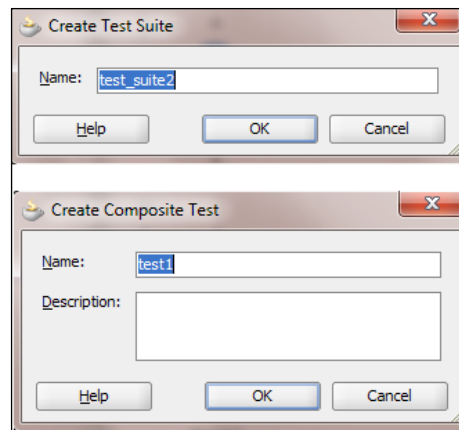 Create Test Suite
Name: test_suite2
Help OK Cancel
Create Composite Test
Name: test1
Description:
Help OK Cancel